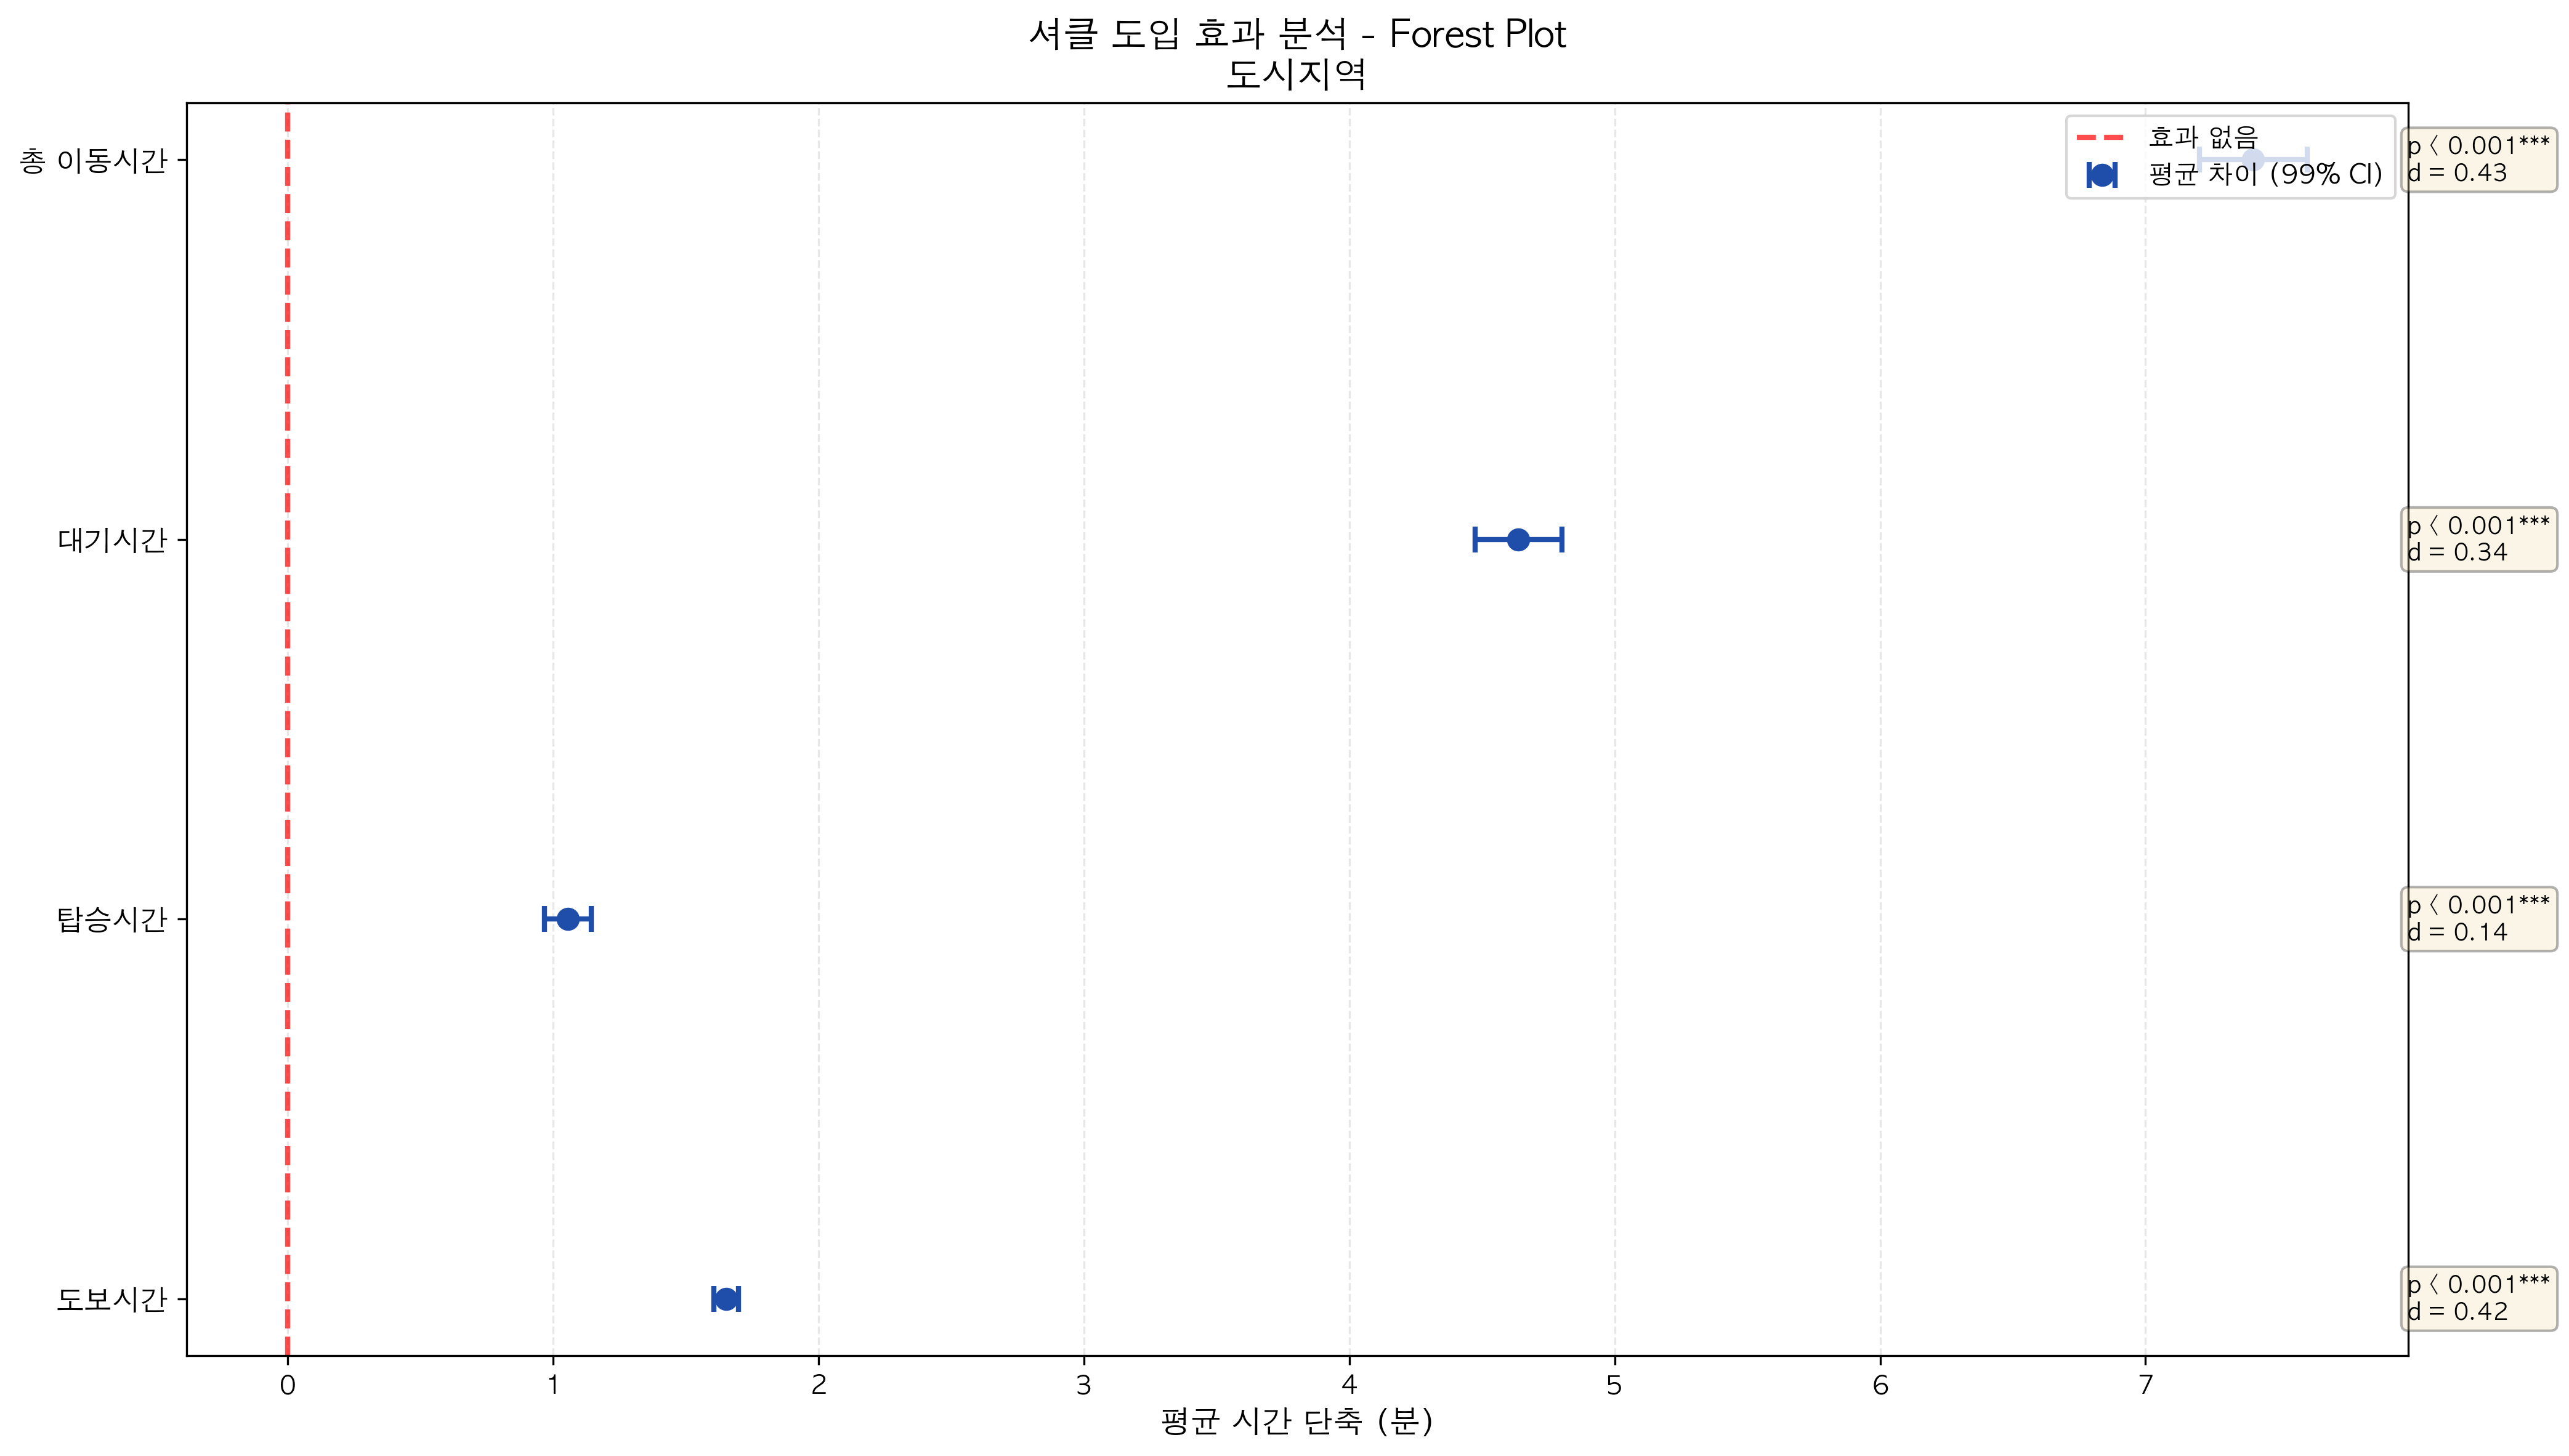 셔클 도입 효과 분석 - Forest Plot
도시지역
효과 없음
평균 차이 (99% CI)
총 이동시간
p < 0.001***
d = 0.43
대기시간
p < 0.001***
d = 0.34
탑승시간
p < 0.001***
d = 0.14
도보시간
p < 0.001***
d = 0.42
0 1 2 3 4 5 6 7
평균 시간 단축 (분)